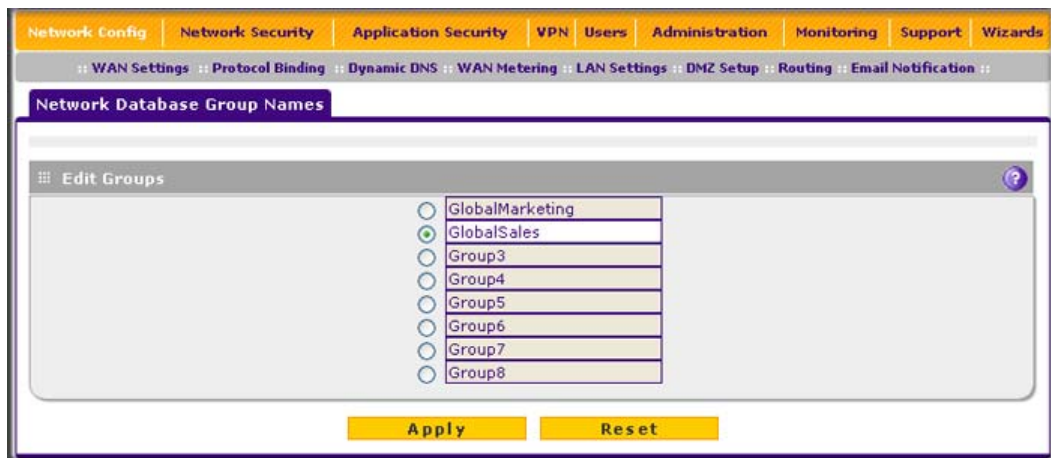 Network Config Network Security Application Security VPN Users Administration Monitoring Support Wizards
:: WAN Settings :: Protocol Binding :: Dynamic DNS :: WAN Metering :: LAN Settings :: DMZ Setup :: Routing :: Email Notification ::
Network Database Group Names
Edit Groups ?
GlobalMarketing
GlobalSales
Group3
Group4
Group5
Group6
Group7
Group8
Apply Reset